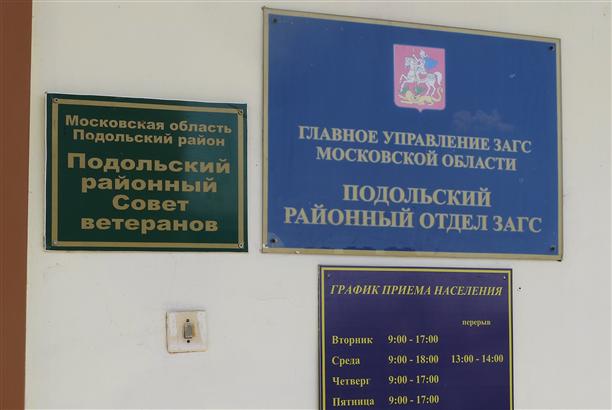 Московская область
Подольский район
Подольский
районный
Совет
ветеранов
ГЛАВНОЕ УПРАВЛЕНИЕ ЗАГС
МОСКОВСКОЙ ОБЛАСТИ
ПОДОЛЬСКИЙ
РАЙОННЫЙ ОТДЕЛ ЗАГС
ГРАФИК ПРИЕМА НАСЕЛЕНИЯ
перерыв
Вторник 9:00 - 17:00
Среда 9:00 - 18:00 13:00 - 14:00
Четверг 9:00 - 17:00
Пятница 9:00 - 17:00